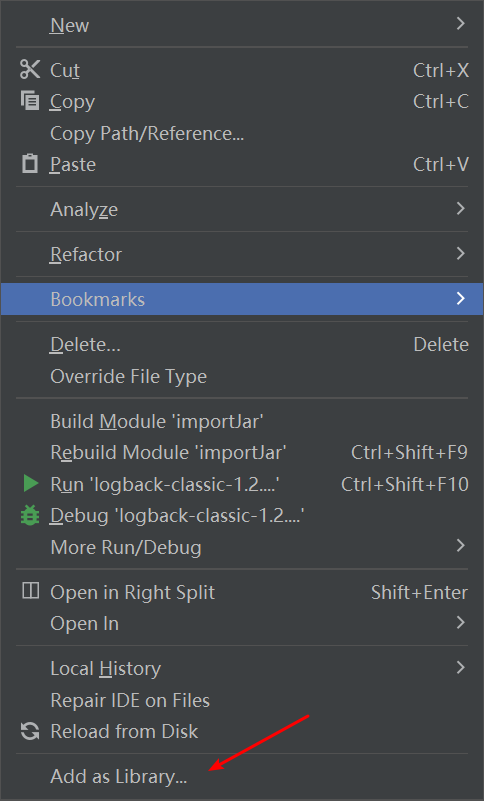 New
Cut Ctrl+X
Copy Ctrl+C
Copy Path/Reference...
Paste Ctrl+V
Analyze
Refactor
Bookmarks
Delete... Delete
Override File Type
Build Module 'importJar'
Rebuild Module 'importJar' Ctrl+Shift+F9
Run 'logback-classic-1.2....' Ctrl+Shift+F10
Debug 'logback-classic-1.2....'
More Run/Debug
Open in Right Split Shift+Enter
Open In
Local History
Repair IDE on Files
Reload from Disk
Add as Library...